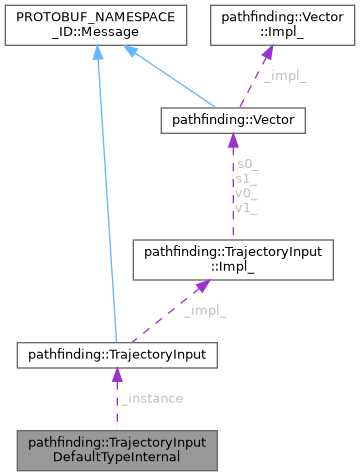 PROTOBUF_NAMESPACE
_ID::Message
pathfinding::Vector
::Impl_
_impl_
pathfinding::Vector
s0_
s1_
v0_
v1_
pathfinding::TrajectoryInput
::Impl_
_impl_
pathfinding::TrajectoryInput
_instance
pathfinding::TrajectoryInput
DefaultTypeInternal